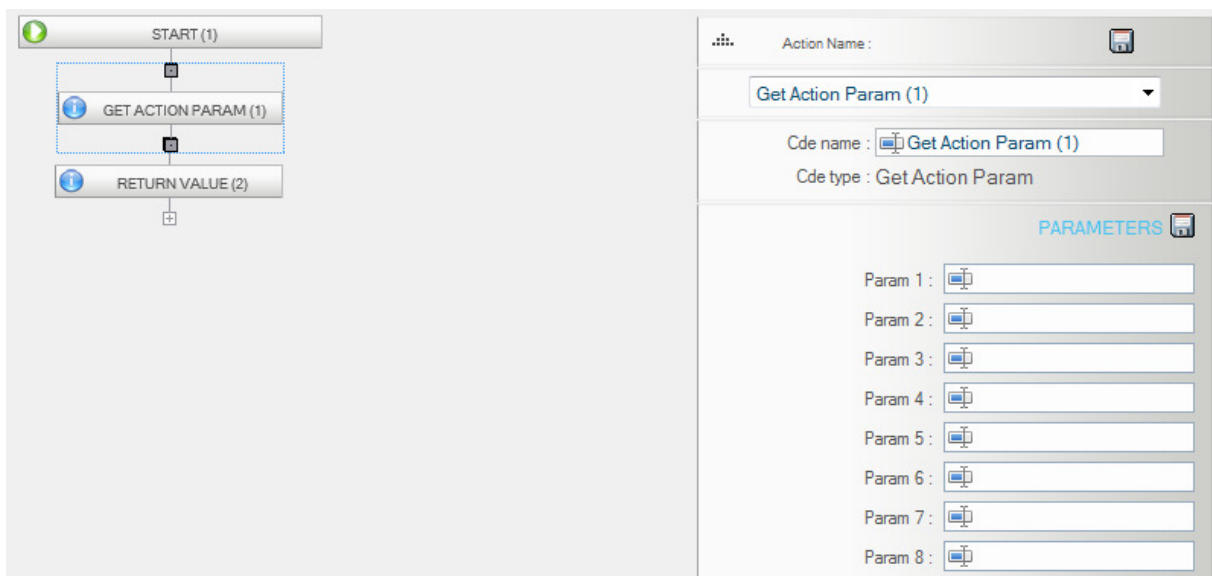 START (1)
GET ACTION PARAM (1)
RETURN VALUE (2)
Action Name :
Get Action Param (1)
Cde name : Get Action Param (1)
Cde type : Get Action Param
PARAMETERS
Param 1 :
Param 2 :
Param 3 :
Param 4 :
Param 5 :
Param 6 :
Param 7 :
Param 8 :